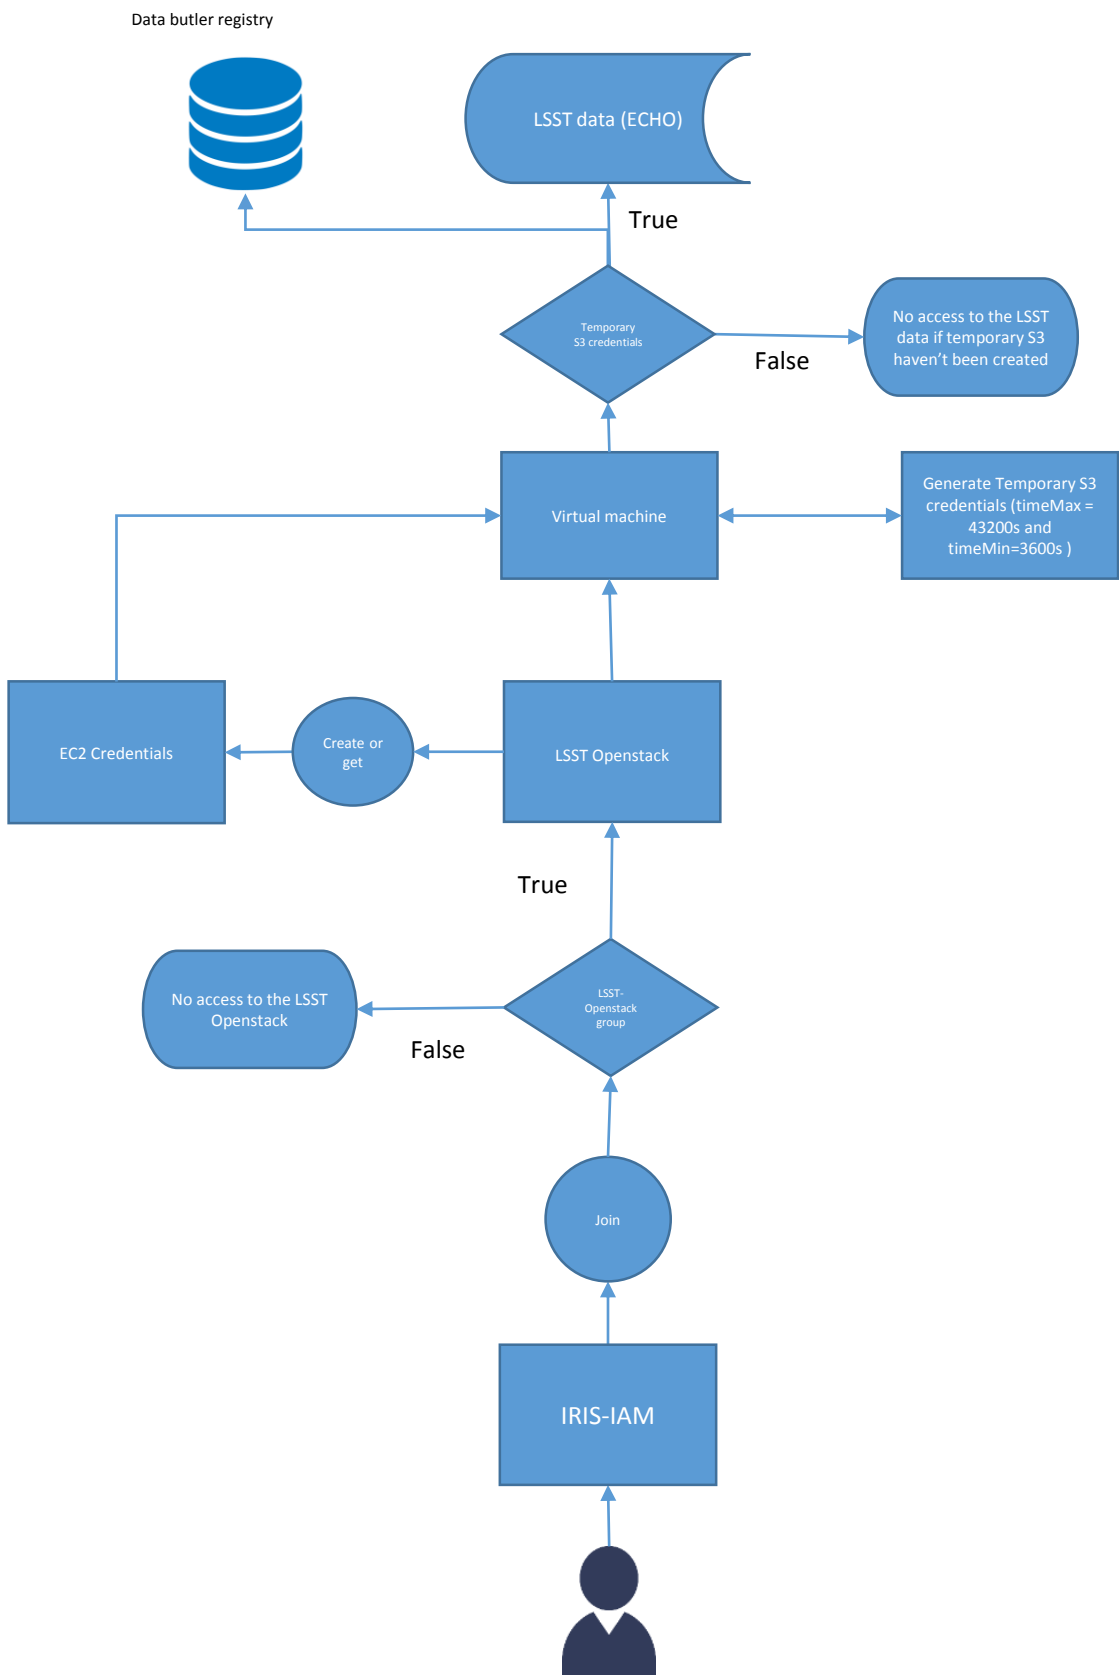 Data butler registry
LSST data (ECHO)
True
Temporary
S3 credentials
False
No access to the LSST
data if temporary S3
haven’t been created
Virtual machine
Generate Temporary S3
credentials (timeMax =
43200s and
timeMin=3600s )
EC2 Credentials
Create or
get
LSST Openstack
True
No access to the LSST
Openstack
False
LSST-
Openstack
group
Join
IRIS-IAM